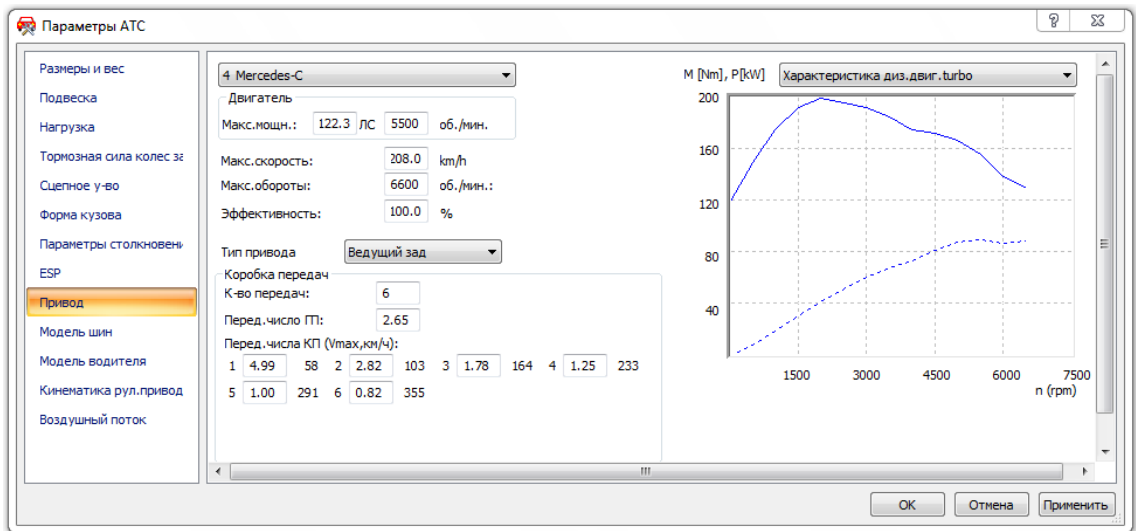 Параметры АТС
Размеры и вес
Подвеска
Нагрузка
Тормозная сила колес за
Сцепное у-во
Форма кузова
Параметры столкновени
ESP
Привод
Модель шин
Модель водителя
Кинематика рул.привод
Воздушный поток
4 Mercedes-C
Двигатель
Макс.мощн.: 122.3 ЛС 5500 об./мин.
Макс.скорость: 208.0 km/h
Макс.обороты: 6600 об./мин.:
Эффективность: 100.0 %
Тип привода Ведущий зад
Коробка передач
К-во передач: 6
Перед.число ГП: 2.65
Перед.числа КП (Vmax,км/ч):
1 4.99 58 2 2.82 103 3 1.78 164 4 1.25 233
5 1.00 291 6 0.82 355
M [Nm], P[kW] Характеристика диз.двиг.turbo
200
160
120
80
40
1500 3000 4500 6000 7500
n (rpm)
OK Отмена Применить